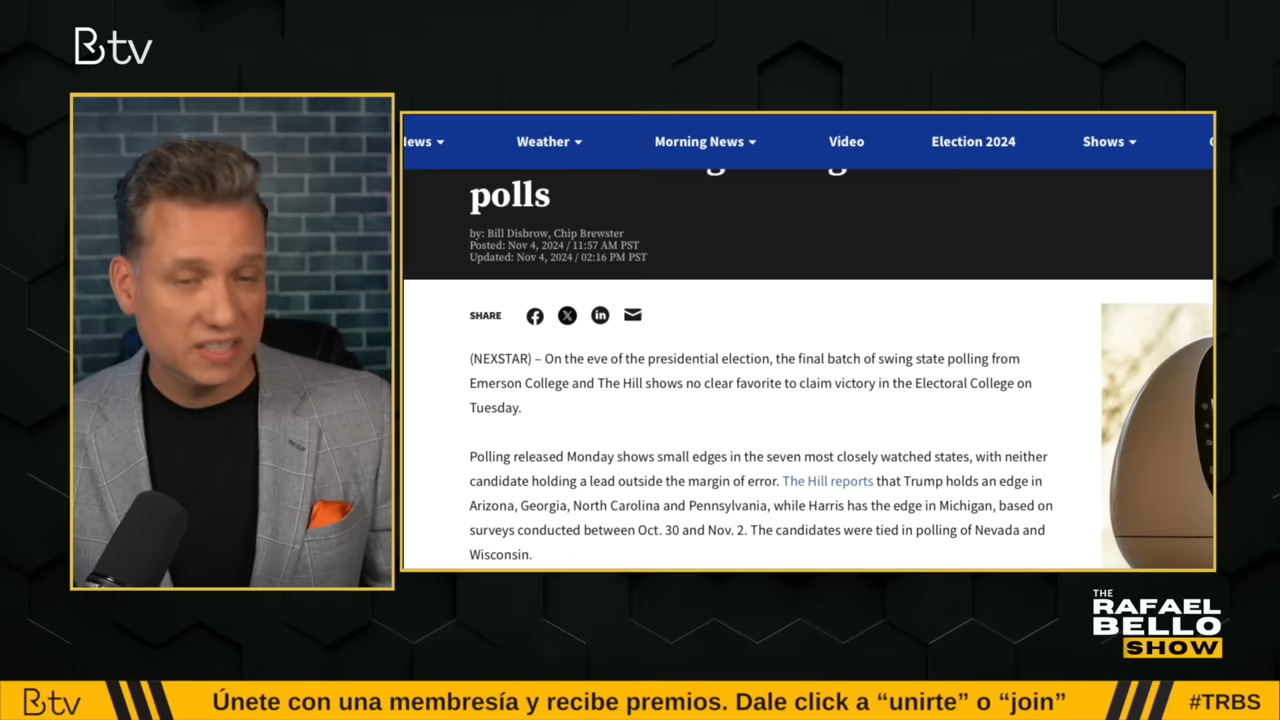 Btv
News
Weather
Morning News
Video
Election 2024
Shows
polls
by: Bill Disbrow, Chip Brewster
Posted: Nov 4, 2024 / 11:57 AM PST
Updated: Nov 4, 2024 / 02:16 PM PST
SHARE
(NEXSTAR) – On the eve of the presidential election, the final batch of swing state polling from
Emerson College and The Hill shows no clear favorite to claim victory in the Electoral College on
Tuesday.
Polling released Monday shows small edges in the seven most closely watched states, with neither
candidate holding a lead outside the margin of error. The Hill reports that Trump holds an edge in
Arizona, Georgia, North Carolina and Pennsylvania, while Harris has the edge in Michigan, based on
surveys conducted between Oct. 30 and Nov. 2. The candidates were tied in polling of Nevada and
Wisconsin.
THE
RAFAEL
BELLO
SHOW
Btv
Únete con una membresía y recibe premios. Dale click a “unirte” o “join”
#TRBS